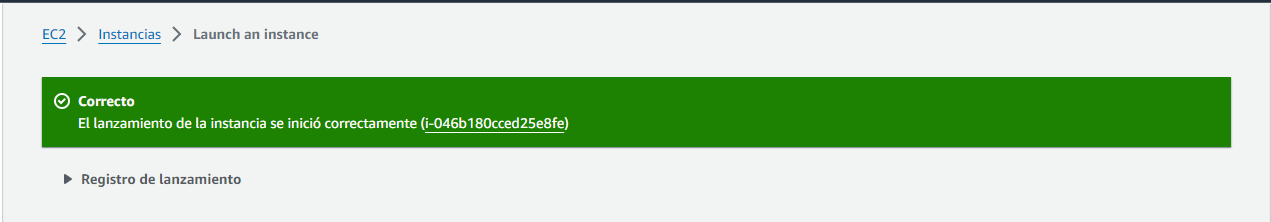 EC2 > Instancias > Launch an instance
Correcto
El lanzamiento de la instancia se inició correctamente (i-046b180cced25e8fe)
Registro de lanzamiento